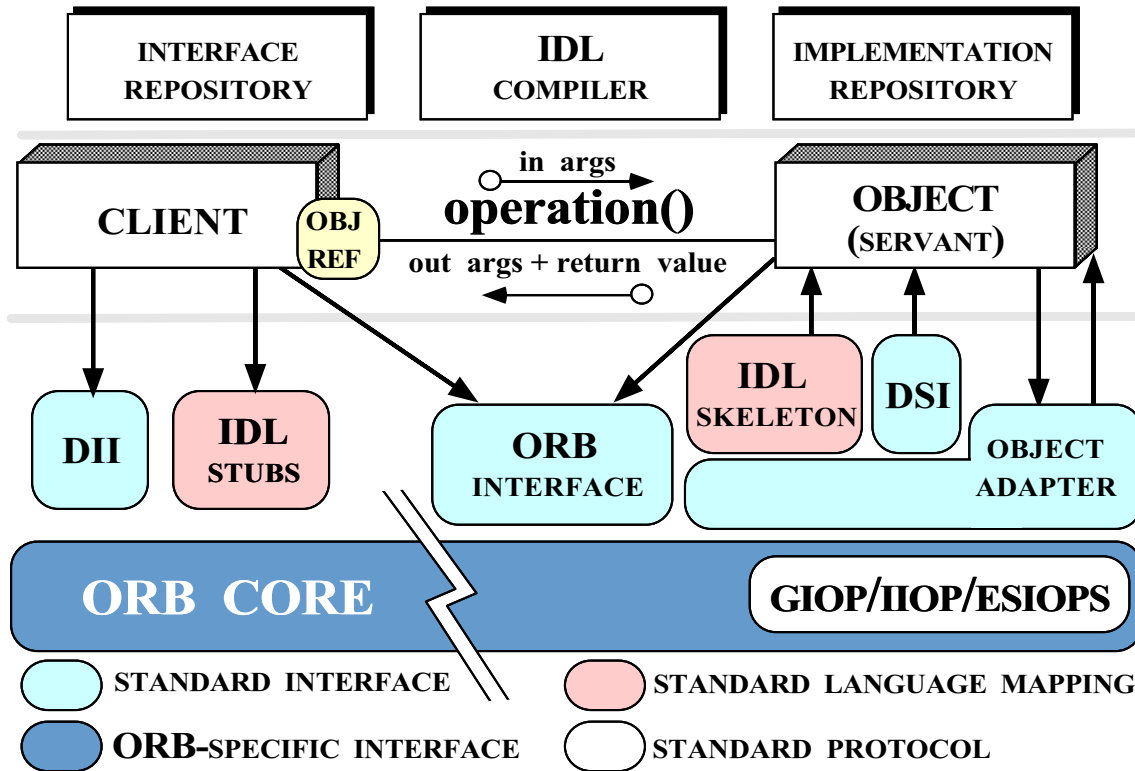 INTERFACE
REPOSITORY
IDL
COMPILER
IMPLEMENTATION
REPOSITORY
CLIENT
OBJ
REF
in args
operation()
out args + return value
OBJECT
(SERVANT)
DII
IDL
STUBS
ORB
INTERFACE
IDL
SKELETON
DSI
OBJECT
ADAPTER
ORB CORE
GIOP/IIOP/ESIOPS
STANDARD INTERFACE
STANDARD LANGUAGE MAPPING
ORB-SPECIFIC INTERFACE
STANDARD PROTOCOL